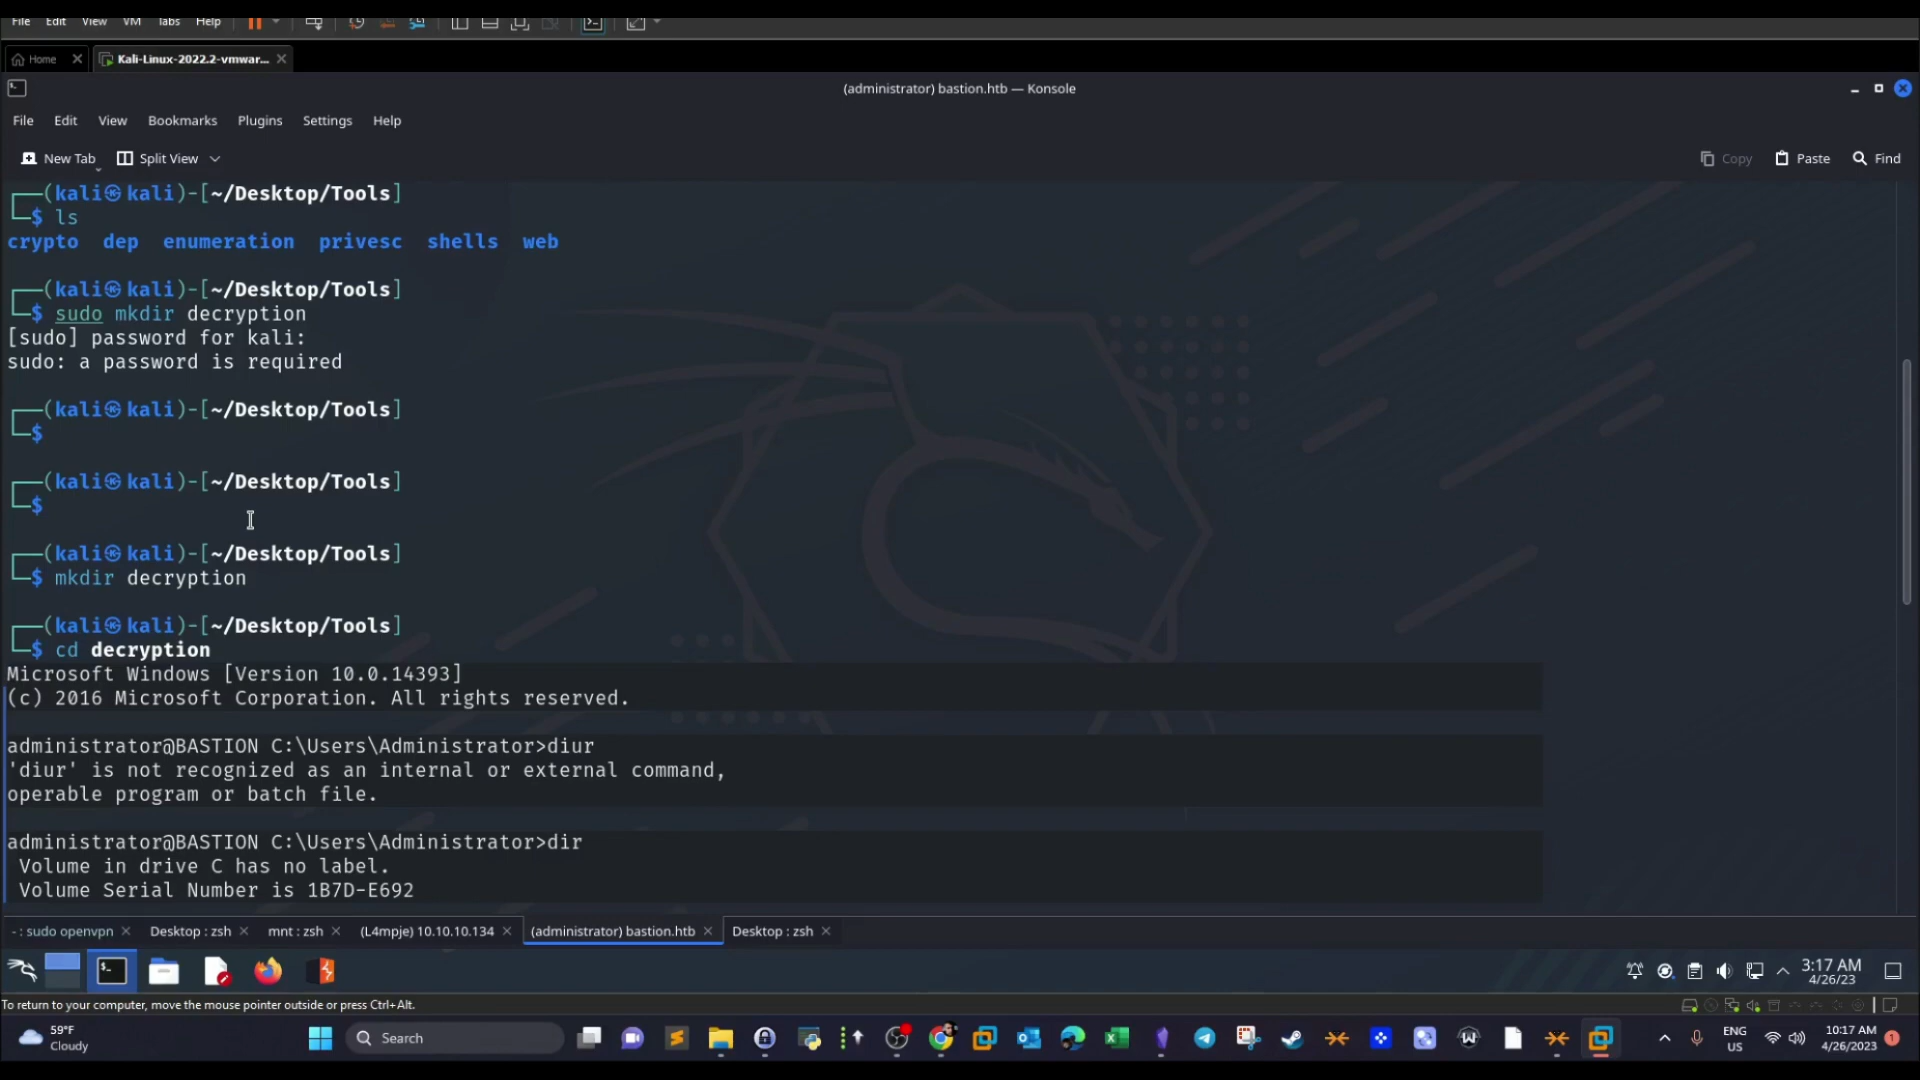 File Edit View VM Tabs Help
Home
Kali-Linux-2022.2-vmwar...
(administrator) bastion.htb — Konsole
File Edit View Bookmarks Plugins Settings Help
New Tab Split View Copy Paste Find
(kali㉿kali)-[~/Desktop/Tools]
$ ls
crypto dep enumeration privesc shells web
(kali㉿kali)-[~/Desktop/Tools]
$ sudo mkdir decryption
[sudo] password for kali:
sudo: a password is required
(kali㉿kali)-[~/Desktop/Tools]
$
(kali㉿kali)-[~/Desktop/Tools]
$
(kali㉿kali)-[~/Desktop/Tools]
$ mkdir decryption
(kali㉿kali)-[~/Desktop/Tools]
$ cd decryption
Microsoft Windows [Version 10.0.14393]
(c) 2016 Microsoft Corporation. All rights reserved.
administrator@BASTION C:\Users\Administrator>diur
'diur' is not recognized as an internal or external command,
operable program or batch file.
administrator@BASTION C:\Users\Administrator>dir
Volume in drive C has no label.
Volume Serial Number is 1B7D-E692
- : sudo openvpn Desktop : zsh mnt : zsh (L4mpje) 10.10.10.134 (administrator) bastion.htb Desktop : zsh
3:17 AM
4/26/23
To return to your computer, move the mouse pointer outside or press Ctrl+Alt.
59°F
Cloudy
Search
ENG
US
10:17 AM
4/26/2023
1